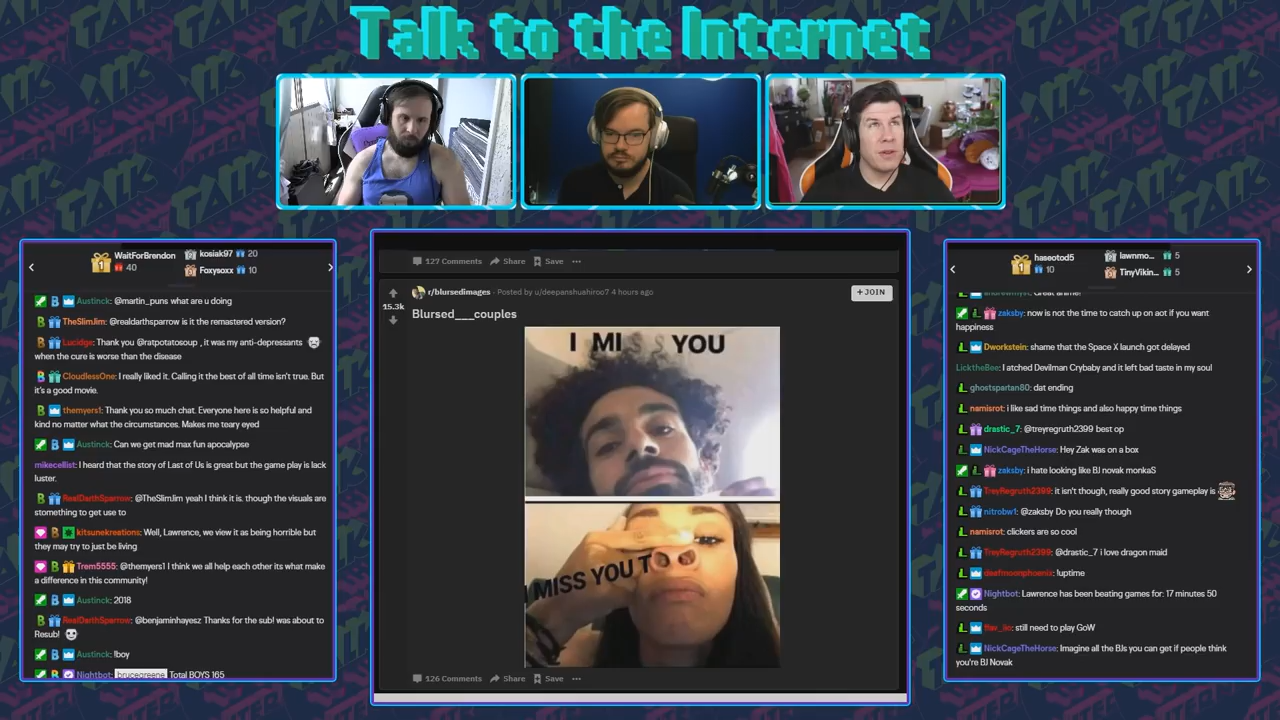 Talk to the Internet
WaitForBrendon
40
kosiak97 20
Foxysoxx 10
Austinck: @martin_puns what are u doing
TheSlimJim: @realdarthsparrow is it the remastered version?
Lucidge: Thank you @ratpotatosoup , it was my anti-depressants
when the cure is worse than the disease
CloudlessOne: I really liked it. Calling it the best of all time isn't true. But
it's a good movie.
themyers1: Thank you so much chat. Everyone here is so helpful and
kind no matter what the circumstances. Makes me teary eyed
Austinck: Can we get mad max fun apocalypse
mikecellist: I heard that the story of Last of Us is great but the game play is lack
luster.
RealDarthSparrow: @TheSlimJim yeah I think it is. though the visuals are
stomething to get use to
kitsunekreations: Well, Lawrence, we view it as being horrible but
they may try to just be living
Trem5555: @themyers1 I think we all help each other its what make
a difference in this community!
Austinck: 2018
RealDarthSparrow: @benjaminhayesz Thanks for the sub! was about to
Resub!
Austinck: !boy
Nightbot: brucegreene Total BOYS 165
127 Comments Share Save
r/blursedimages · Posted by u/deepanshuahiroo7 4 hours ago
+ JOIN
15.3k
Blursed___couples
I MISS YOU
I MISS YOU TOO
126 Comments Share Save
haseotod5
10
lawnmo... 5
TinyVikin... 5
andrewmyst: Great anime!
zaksby: now is not the time to catch up on aot if you want
happiness
Dworkstein: shame that the Space X launch got delayed
LicktheBee: I atched Devilman Crybaby and it left bad taste in my soul
ghostspartan80: dat ending
namisrot: i like sad time things and also happy time things
drastic_7: @treyregruth2399 best op
NickCageTheHorse: Hey Zak was on a box
zaksby: i hate looking like BJ novak monkaS
TreyRegruth2399: it isn't though, really good story gameplay is
nitrobw1: @zaksby Do you really though
namisrot: clickers are so cool
TreyRegruth2399: @drastic_7 i love dragon maid
deafmoonphoenix: !uptime
Nightbot: Lawrence has been beating games for: 17 minutes 50
seconds
still need to play GoW
NickCageTheHorse: Imagine all the BJs you can get if people think
you're BJ Novak